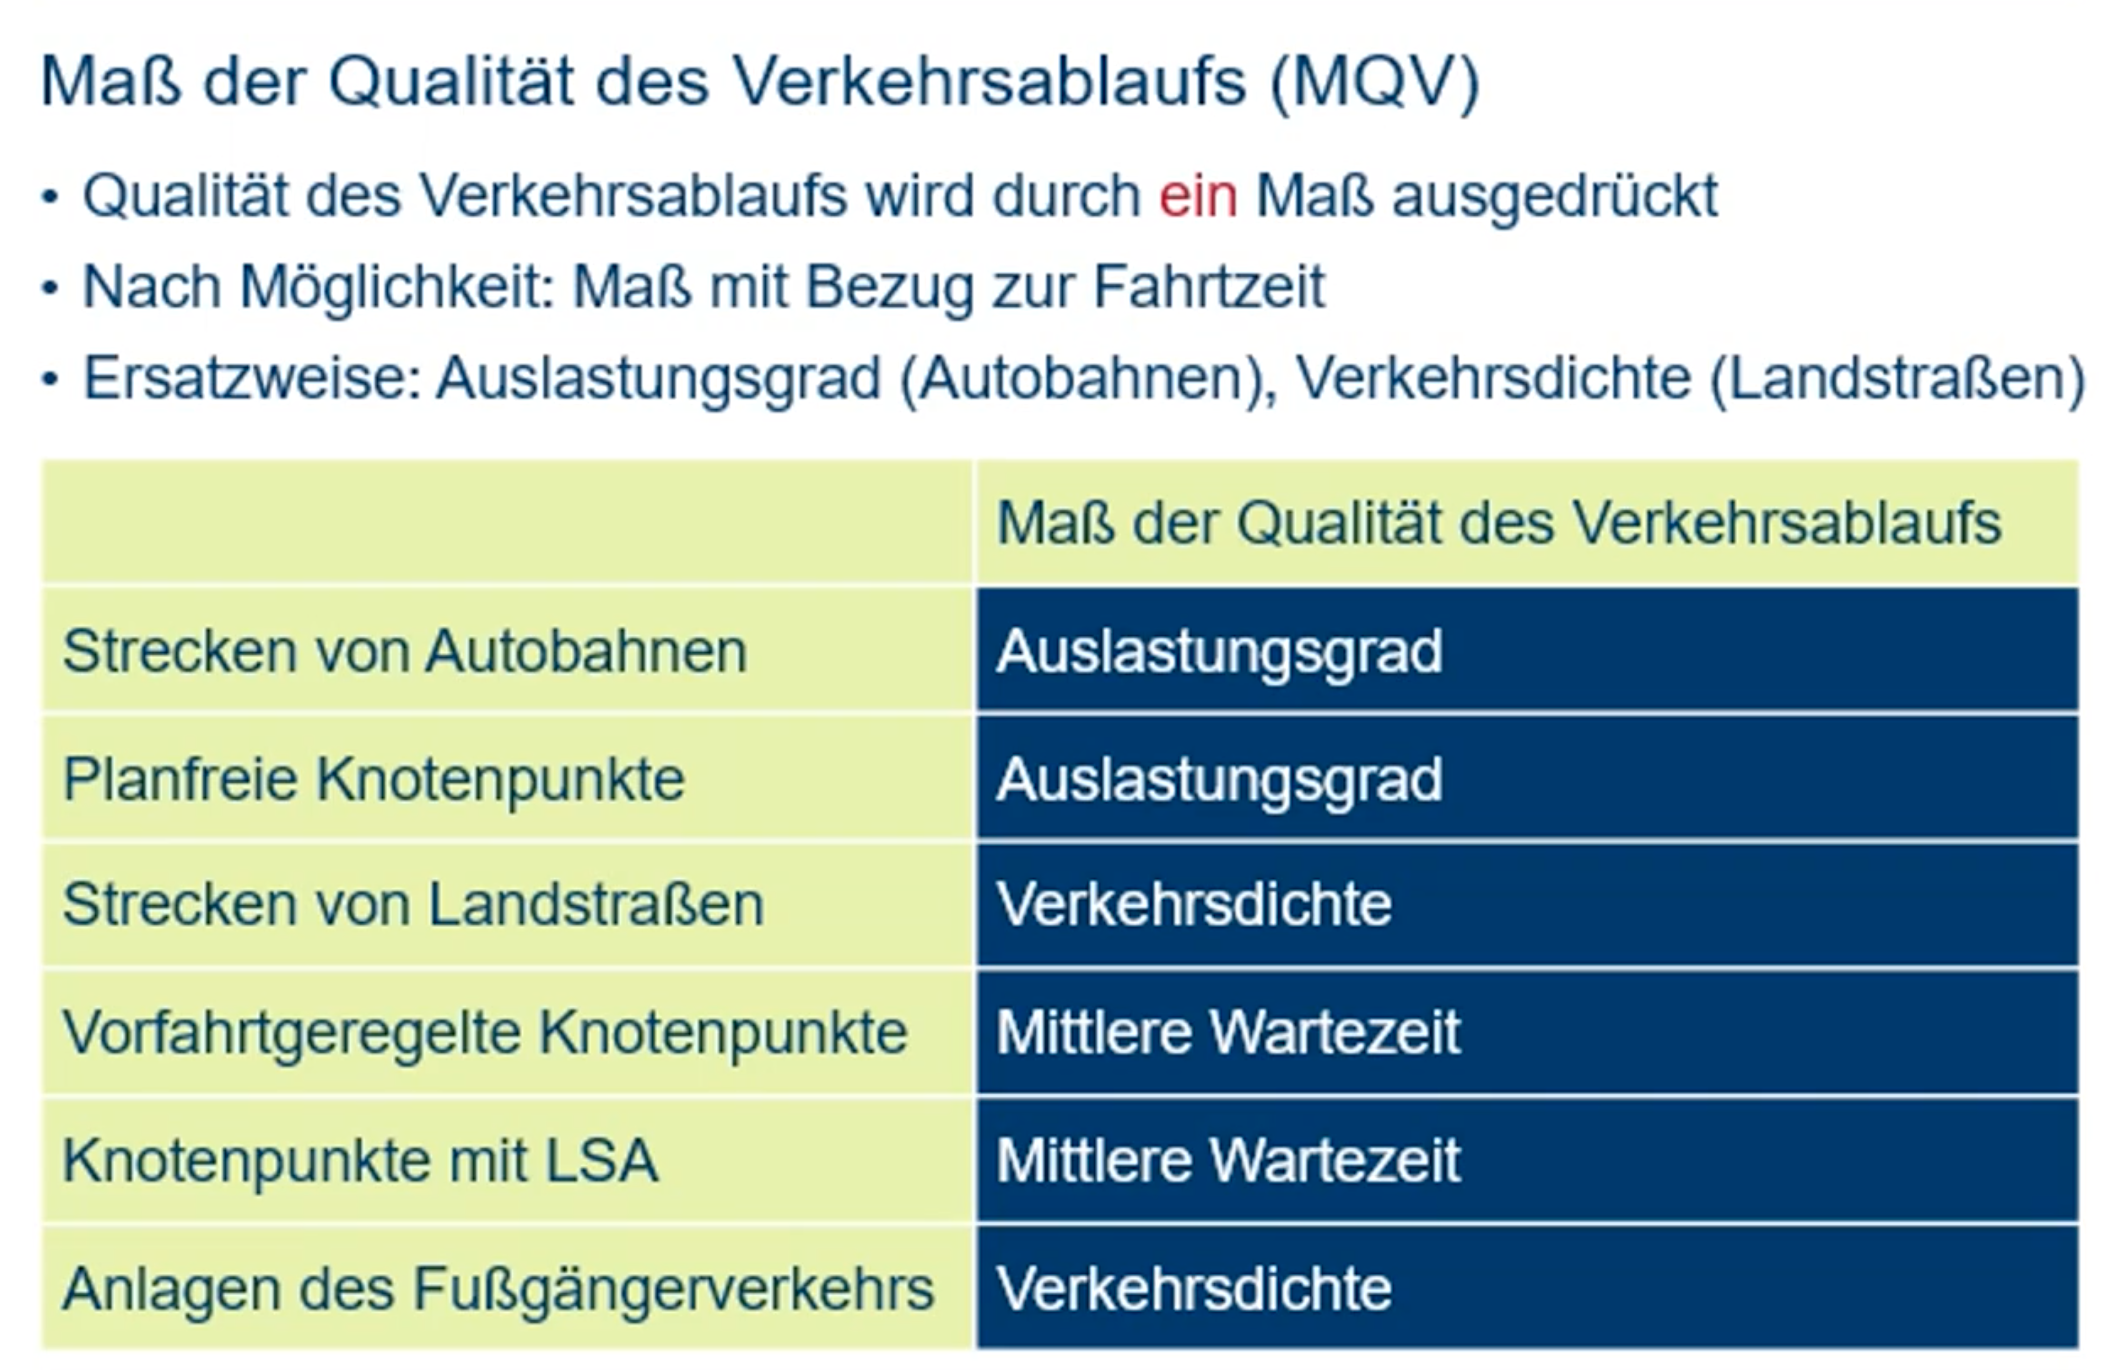 Maß der Qualität des Verkehrsablaufs (MQV)
• Qualität des Verkehrsablaufs wird durch ein Maß ausgedrückt
• Nach Möglichkeit: Maß mit Bezug zur Fahrtzeit
• Ersatzweise: Auslastungsgrad (Autobahnen), Verkehrsdichte (Landstraßen)
Maß der Qualität des Verkehrsablaufs
Strecken von Autobahnen Auslastungsgrad
Planfreie Knotenpunkte Auslastungsgrad
Strecken von Landstraßen Verkehrsdichte
Vorfahrtgeregelte Knotenpunkte Mittlere Wartezeit
Knotenpunkte mit LSA Mittlere Wartezeit
Anlagen des Fußgängerverkehrs Verkehrsdichte